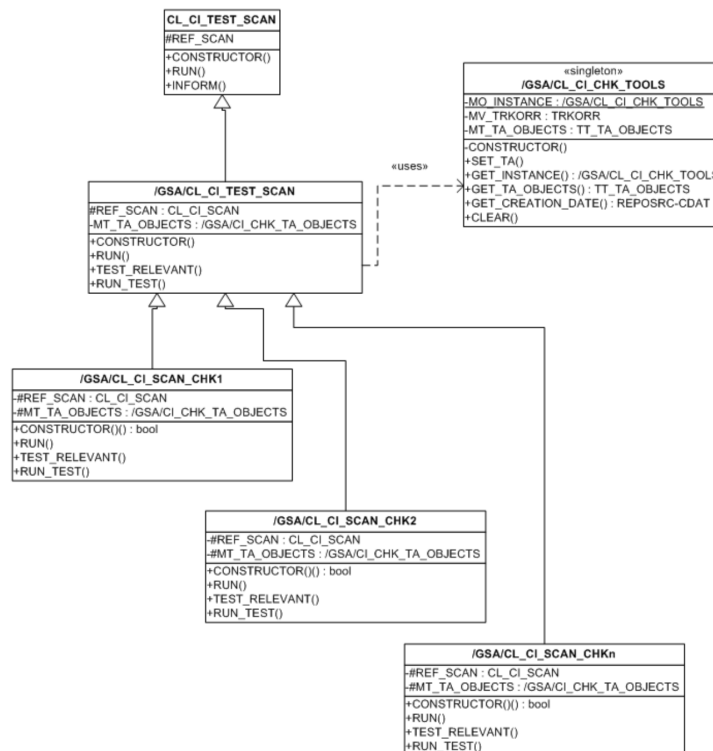 CL_CI_TEST_SCAN
#REF_SCAN
+CONSTRUCTOR()
+RUN()
+INFORM()
«singleton»
/GSA/CL_CI_CHK_TOOLS
-MO_INSTANCE : /GSA/CL_CI_CHK_TOOLS
-MV_TRKORR : TRKORR
-MT_TA_OBJECTS : TT_TA_OBJECTS
-CONSTRUCTOR()
+SET_TA()
+GET_INSTANCE() : /GSA/CL_CI_CHK_TOOLS
+GET_TA_OBJECTS() : TT_TA_OBJECTS
+GET_CREATION_DATE() : REPOSRC-CDAT
+CLEAR()
«uses»
/GSA/CL_CI_TEST_SCAN
#REF_SCAN : CL_CI_SCAN
-MT_TA_OBJECTS : /GSA/CI_CHK_TA_OBJECTS
+CONSTRUCTOR()
+RUN()
+TEST_RELEVANT()
+RUN_TEST()
/GSA/CL_CI_SCAN_CHK1
-#REF_SCAN : CL_CI_SCAN
-#MT_TA_OBJECTS : /GSA/CI_CHK_TA_OBJECTS
+CONSTRUCTOR()() : bool
+RUN()
+TEST_RELEVANT()
+RUN_TEST()
/GSA/CL_CI_SCAN_CHK2
-#REF_SCAN : CL_CI_SCAN
-#MT_TA_OBJECTS : /GSA/CI_CHK_TA_OBJECTS
+CONSTRUCTOR()() : bool
+RUN()
+TEST_RELEVANT()
+RUN_TEST()
/GSA/CL_CI_SCAN_CHKn
-#REF_SCAN : CL_CI_SCAN
-#MT_TA_OBJECTS : /GSA/CI_CHK_TA_OBJECTS
+CONSTRUCTOR()() : bool
+RUN()
+TEST_RELEVANT()
+RUN_TEST()